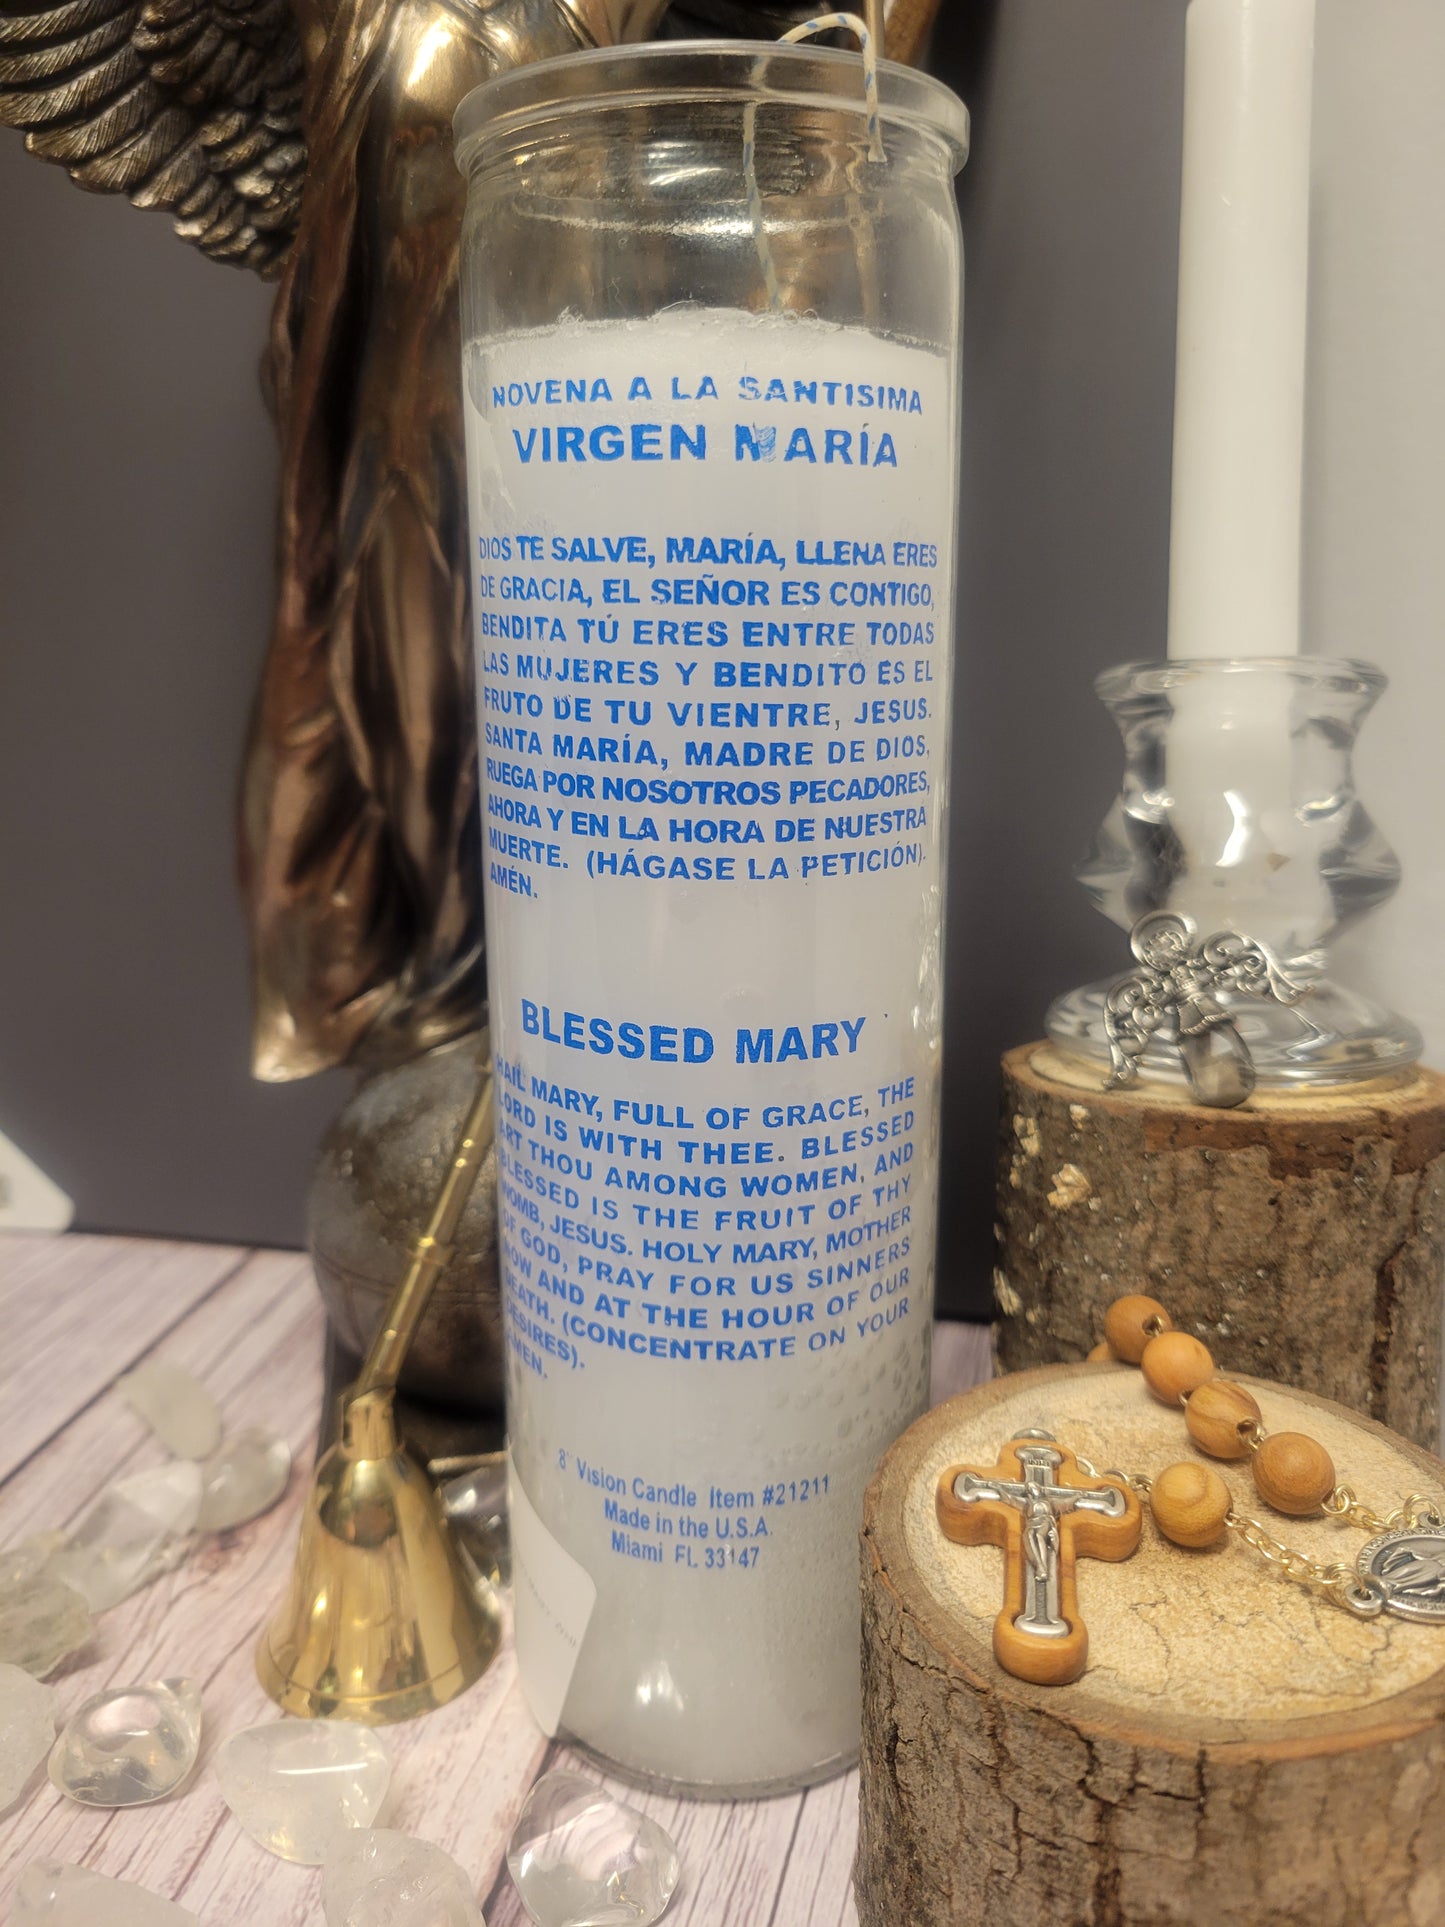 NOVENA A LA SANTISIMA
VIRGEN MARÍA
DIOS TE SALVE, MARÍA, LLENA ERES
DE GRACIA, EL SEÑOR ES CONTIGO,
BENDITA TÚ ERES ENTRE TODAS
LAS MUJERES Y BENDITO ES EL
FRUTO DE TU VIENTRE, JESUS.
SANTA MARÍA, MADRE DE DIOS,
RUEGA POR NOSOTROS PECADORES,
AHORA Y EN LA HORA DE NUESTRA
MUERTE. (HÁGASE LA PETICIÓN).
AMÉN.
BLESSED MARY
HAIL MARY, FULL OF GRACE, THE
LORD IS WITH THEE. BLESSED
ART THOU AMONG WOMEN, AND
BLESSED IS THE FRUIT OF THY
WOMB, JESUS. HOLY MARY, MOTHER
OF GOD, PRAY FOR US SINNERS
NOW AND AT THE HOUR OF OUR
DEATH. (CONCENTRATE ON YOUR
DESIRES).
AMEN.
8" Vision Candle Item #21211
Made in the U.S.A.
Miami FL 33147